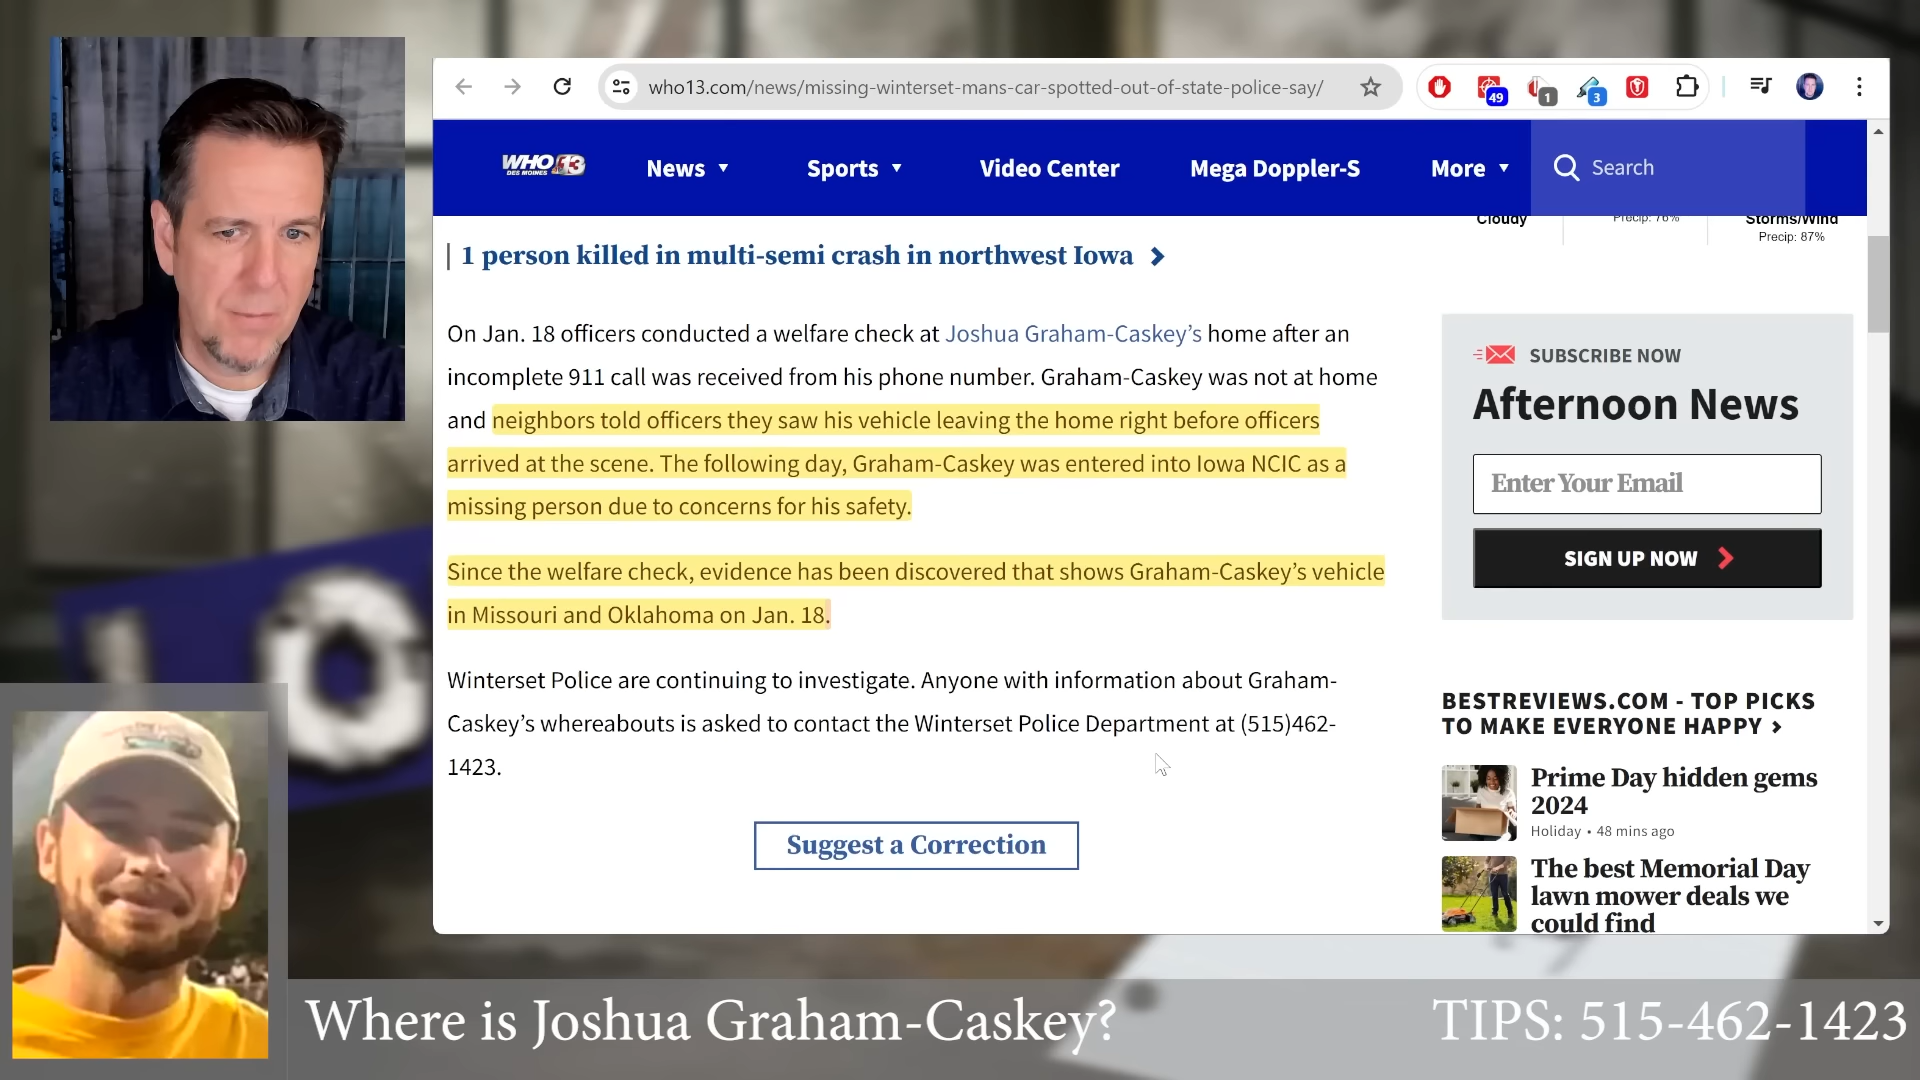 who13.com/news/missing-winterset-mans-car-spotted-out-of-state-police-say/
49
1
3
WHO 13
DES MOINES
News
Sports
Video Center
Mega Doppler-S
More
Search
Cloudy
Precip: 76%
Storms/Wind
Precip: 87%
1 person killed in multi-semi crash in northwest Iowa
On Jan. 18 officers conducted a welfare check at Joshua Graham-Caskey’s home after an
incomplete 911 call was received from his phone number. Graham-Caskey was not at home
and neighbors told officers they saw his vehicle leaving the home right before officers
arrived at the scene. The following day, Graham-Caskey was entered into Iowa NCIC as a
missing person due to concerns for his safety.
Since the welfare check, evidence has been discovered that shows Graham-Caskey’s vehicle
in Missouri and Oklahoma on Jan. 18.
Winterset Police are continuing to investigate. Anyone with information about Graham-
Caskey’s whereabouts is asked to contact the Winterset Police Department at (515)462-
1423.
Suggest a Correction
SUBSCRIBE NOW
Afternoon News
Enter Your Email
SIGN UP NOW
BESTREVIEWS.COM - TOP PICKS
TO MAKE EVERYONE HAPPY
Prime Day hidden gems
2024
Holiday • 48 mins ago
The best Memorial Day
lawn mower deals we
could find
Where is Joshua Graham-Caskey?
TIPS: 515-462-1423